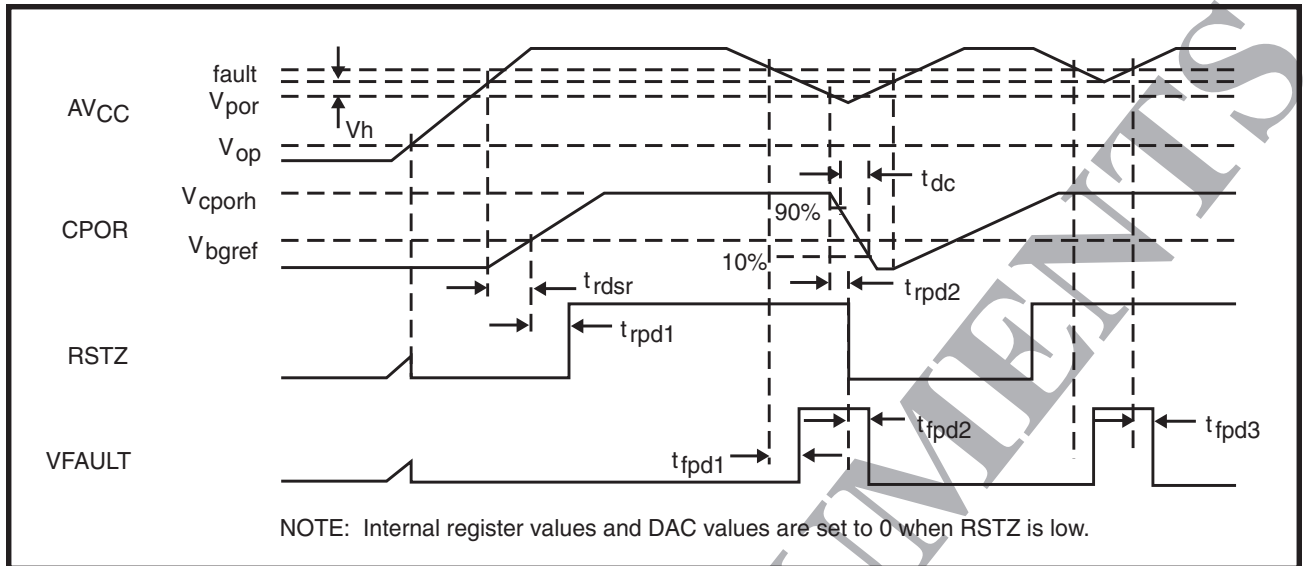 AVCC
fault
Vpor
Vh
Vop
CPOR
Vcporh
Vbgref
90%
10%
tdc
trdsr
trpd2
RSTZ
trpd1
VFAULT
tfpd1
tfpd2
tfpd3
NOTE: Internal register values and DAC values are set to 0 when RSTZ is low.
UMENTS